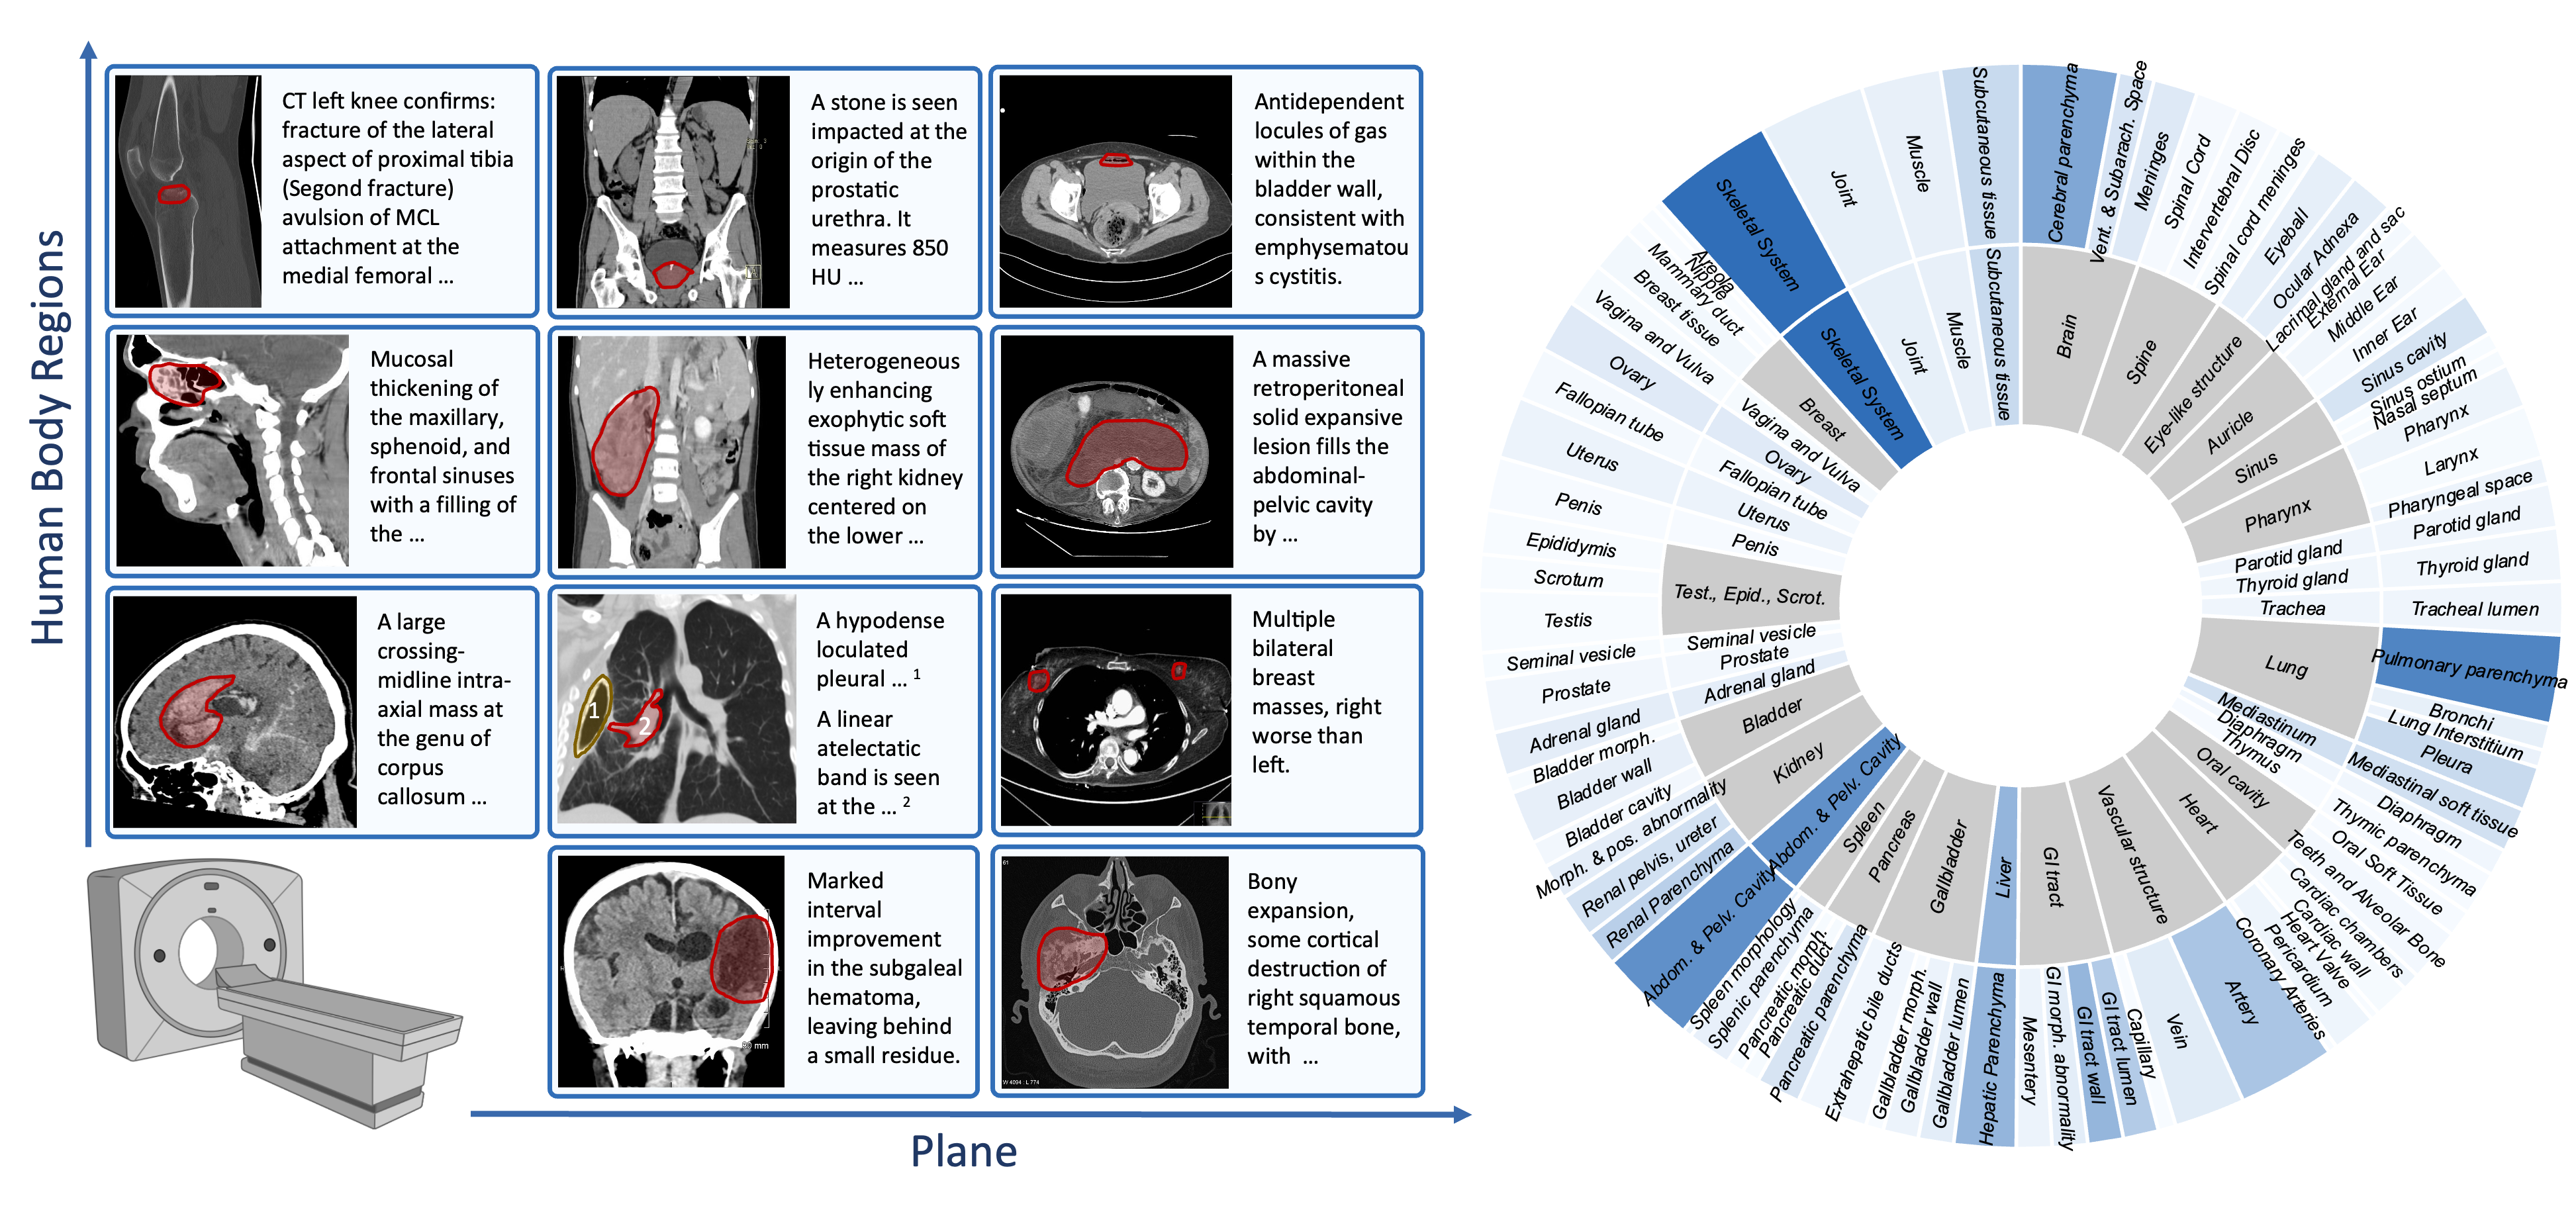 Human Body Regions
CT left knee confirms:
fracture of the lateral
aspect of proximal tibia
(Segond fracture)
avulsion of MCL
attachment at the
medial femoral ...
A stone is seen
impacted at the
origin of the
prostatic
urethra. It
measures 850
HU ...
Antidependent
locules of gas
within the
bladder wall,
consistent with
emphysematou
s cystitis.
Mucosal
thickening of
the maxillary,
sphenoid, and
frontal sinuses
with a filling of
the ...
Heterogeneous
ly enhancing
exophytic soft
tissue mass of
the right kidney
centered on
the lower ...
A massive
retroperitoneal
solid expansive
lesion fills the
abdominal-
pelvic cavity
by ...
A large
crossing-
midline intra-
axial mass at
the genu of
corpus
callosum ...
1
2
A hypodense
loculated
pleural ... 1
A linear
atelectatic
band is seen
at the ... 2
Multiple
bilateral
breast
masses, right
worse than
left.
Marked
interval
improvement
in the subgaleal
hematoma,
leaving behind
a small residue.
61
W 4094 : L 774
Bony
expansion,
some cortical
destruction of
right squamous
temporal bone,
with ...
Plane
Brain
Spine
Eye-like structure
Auricle
Sinus
Pharynx
Parotid gland
Thyroid gland
Trachea
Lung
Mediastinum
Diaphragm
Thymus
Oral cavity
Heart
Vascular structure
GI tract
Liver
Gallbladder
Pancreas
Spleen
Abdom. & Pelv. Cavity
Kidney
Bladder
Adrenal gland
Prostate
Seminal vesicle
Test., Epid., Scrot.
Penis
Uterus
Fallopian tube
Ovary
Vagina and Vulva
Breast
Skeletal System
Joint
Muscle
Subcutaneous tissue
Cerebral parenchyma
Vent. & Subarach. Space
Meninges
Spinal Cord
Intervertebral Disc
Spinal cord meninges
Eyeball
Ocular Adnexa
Lacrimal gland and sac
External Ear
Middle Ear
Inner Ear
Sinus cavity
Sinus ostium
Nasal septum
Pharynx
Larynx
Pharyngeal space
Parotid gland
Thyroid gland
Tracheal lumen
Pulmonary parenchyma
Bronchi
Lung Interstitium
Pleura
Mediastinal soft tissue
Diaphragm
Thymic parenchyma
Oral Soft Tissue
Teeth and Alveolar Bone
Cardiac chambers
Cardiac wall
Heart Valve
Pericardium
Coronary Arteries
Artery
Vein
Capillary
GI tract lumen
GI tract wall
GI morph. abnormality
Mesentery
Hepatic Parenchyma
Gallbladder lumen
Gallbladder wall
Gallbladder morph.
Extrahepatic bile ducts
Pancreatic parenchyma
Pancreatic duct
Pancreatic morph.
Splenic parenchyma
Spleen morphology
Abdom. & Pelv. Cavity
Renal Parenchyma
Renal pelvis, ureter
Morph. & pos. abnormality
Bladder cavity
Bladder wall
Bladder morph.
Adrenal gland
Prostate
Seminal vesicle
Testis
Scrotum
Epididymis
Penis
Uterus
Fallopian tube
Ovary
Vagina and Vulva
Breast tissue
Mammary duct
Nipple
Areola
Skeletal System
Joint
Muscle
Subcutaneous tissue